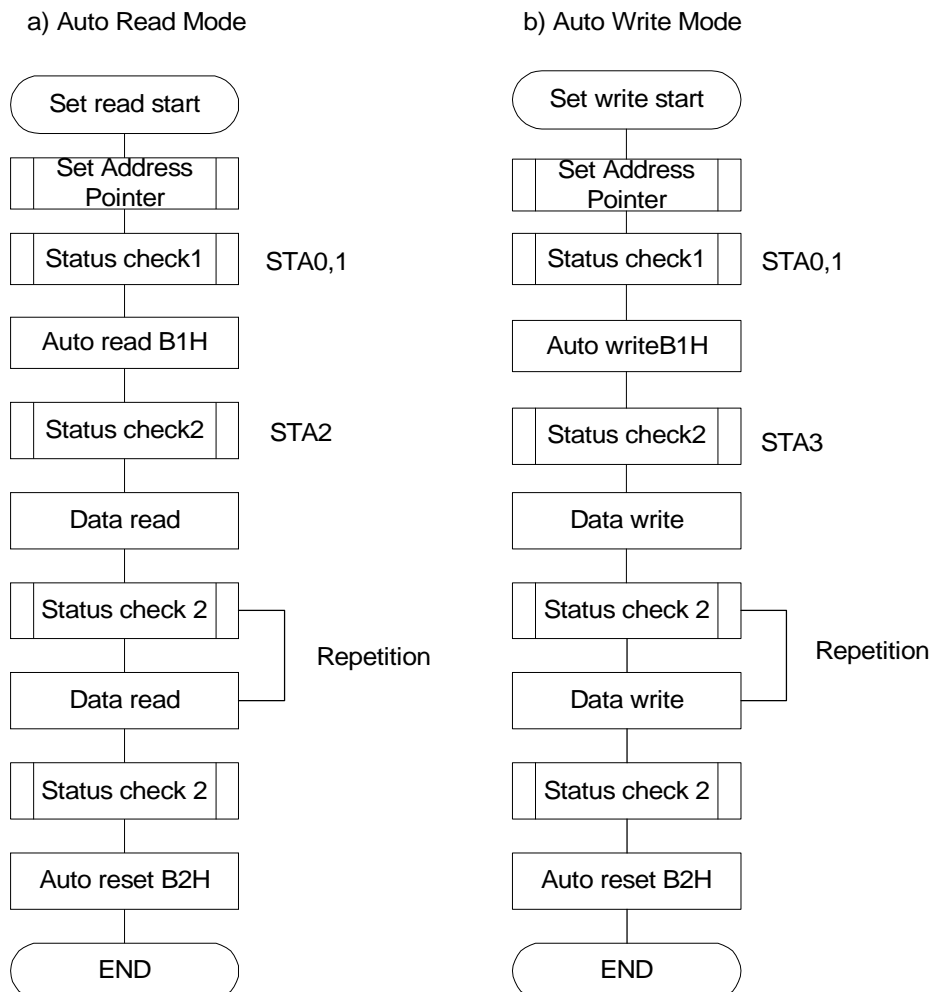 a) Auto Read Mode
Set read start
Set Address
Pointer
Status check1
STA0,1
Auto read B1H
Status check2
STA2
Data read
Status check 2
Repetition
Data read
Status check 2
Auto reset B2H
END
b) Auto Write Mode
Set write start
Set Address
Pointer
Status check1
STA0,1
Auto writeB1H
Status check2
STA3
Data write
Status check 2
Repetition
Data write
Status check 2
Auto reset B2H
END